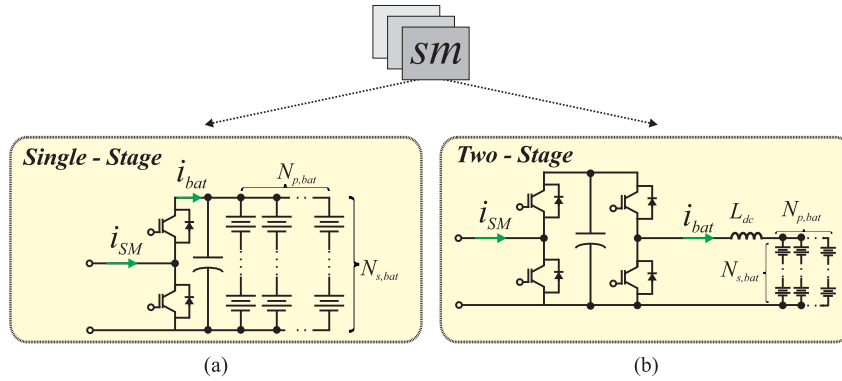 sm
Single - Stage
i_bat
N_p,bat
i_SM
N_s,bat
(a)
Two - Stage
i_SM
i_bat
L_dc
N_p,bat
N_s,bat
(b)